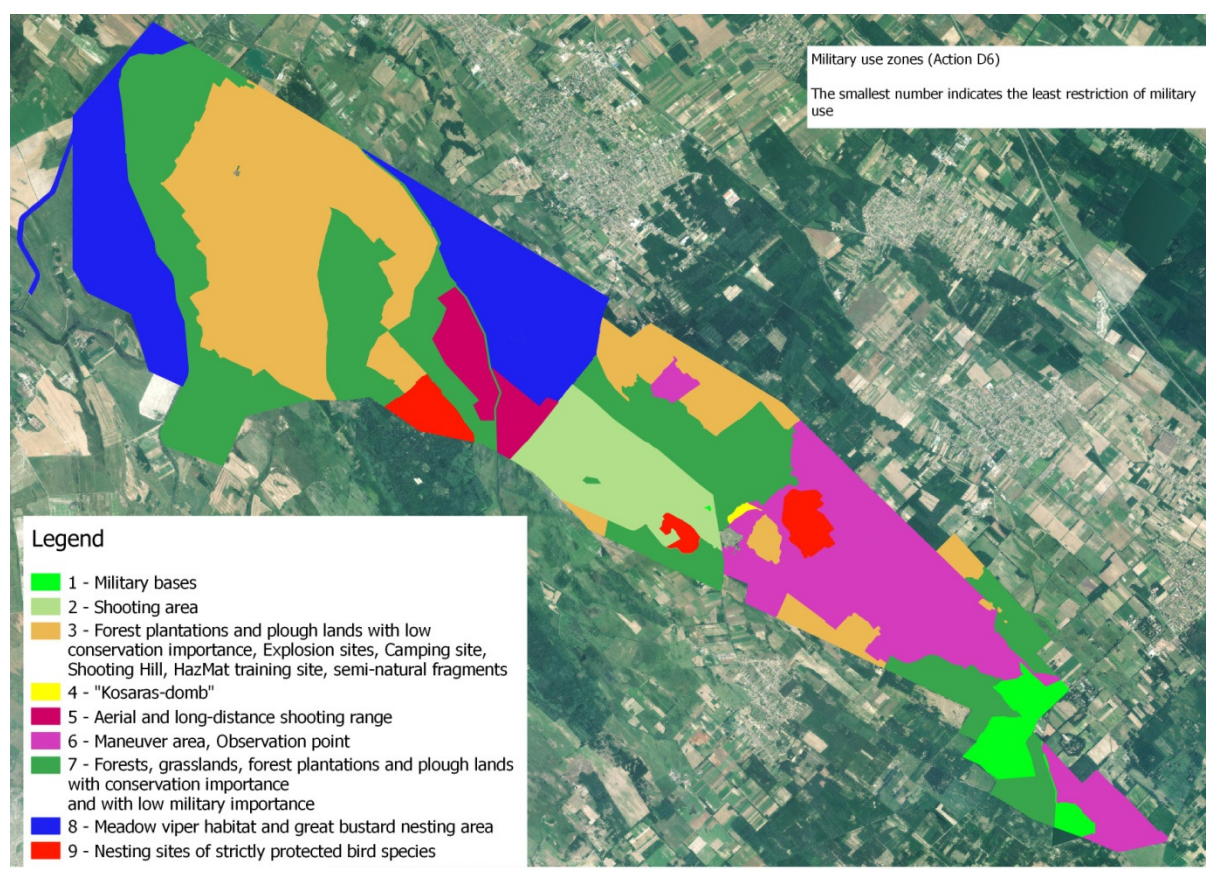 Military use zones (Action D6)
The smallest number indicates the least restriction of military
use
Legend
1 - Military bases
2 - Shooting area
3 - Forest plantations and plough lands with low
conservation importance, Explosion sites, Camping site,
Shooting Hill, HazMat training site, semi-natural fragments
4 - "Kosaras-domb"
5 - Aerial and long-distance shooting range
6 - Maneuver area, Observation point
7 - Forests, grasslands, forest plantations and plough lands
with conservation importance
and with low military importance
8 - Meadow viper habitat and great bustard nesting area
9 - Nesting sites of strictly protected bird species